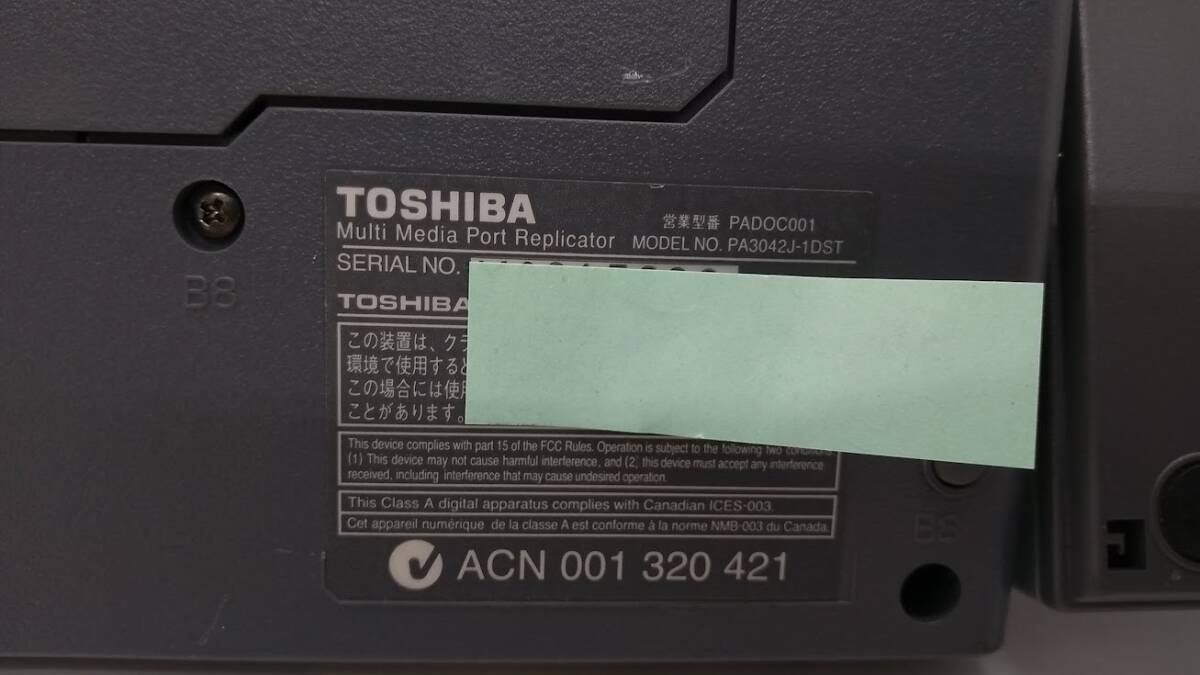 TOSHIBA
営業型番 PADOC001
Multi Media Port Replicator MODEL NO. PA3042J-1DST
SERIAL NO.
TOSHIBA
この装置は、クラ
環境で使用すると
この場合には使用
ことがあります。
This device complies with part 15 of the FCC Rules. Operation is subject to the following two conditions
(1) This device may not cause harmful interference, and (2) this device must accept any interference
received, including interference that may cause undesired operation.
This Class A digital apparatus complies with Canadian ICES-003.
Cet appareil numérique de la classe A est conforme à la norme NMB-003 du Canada.
ACN 001 320 421
B8
B8